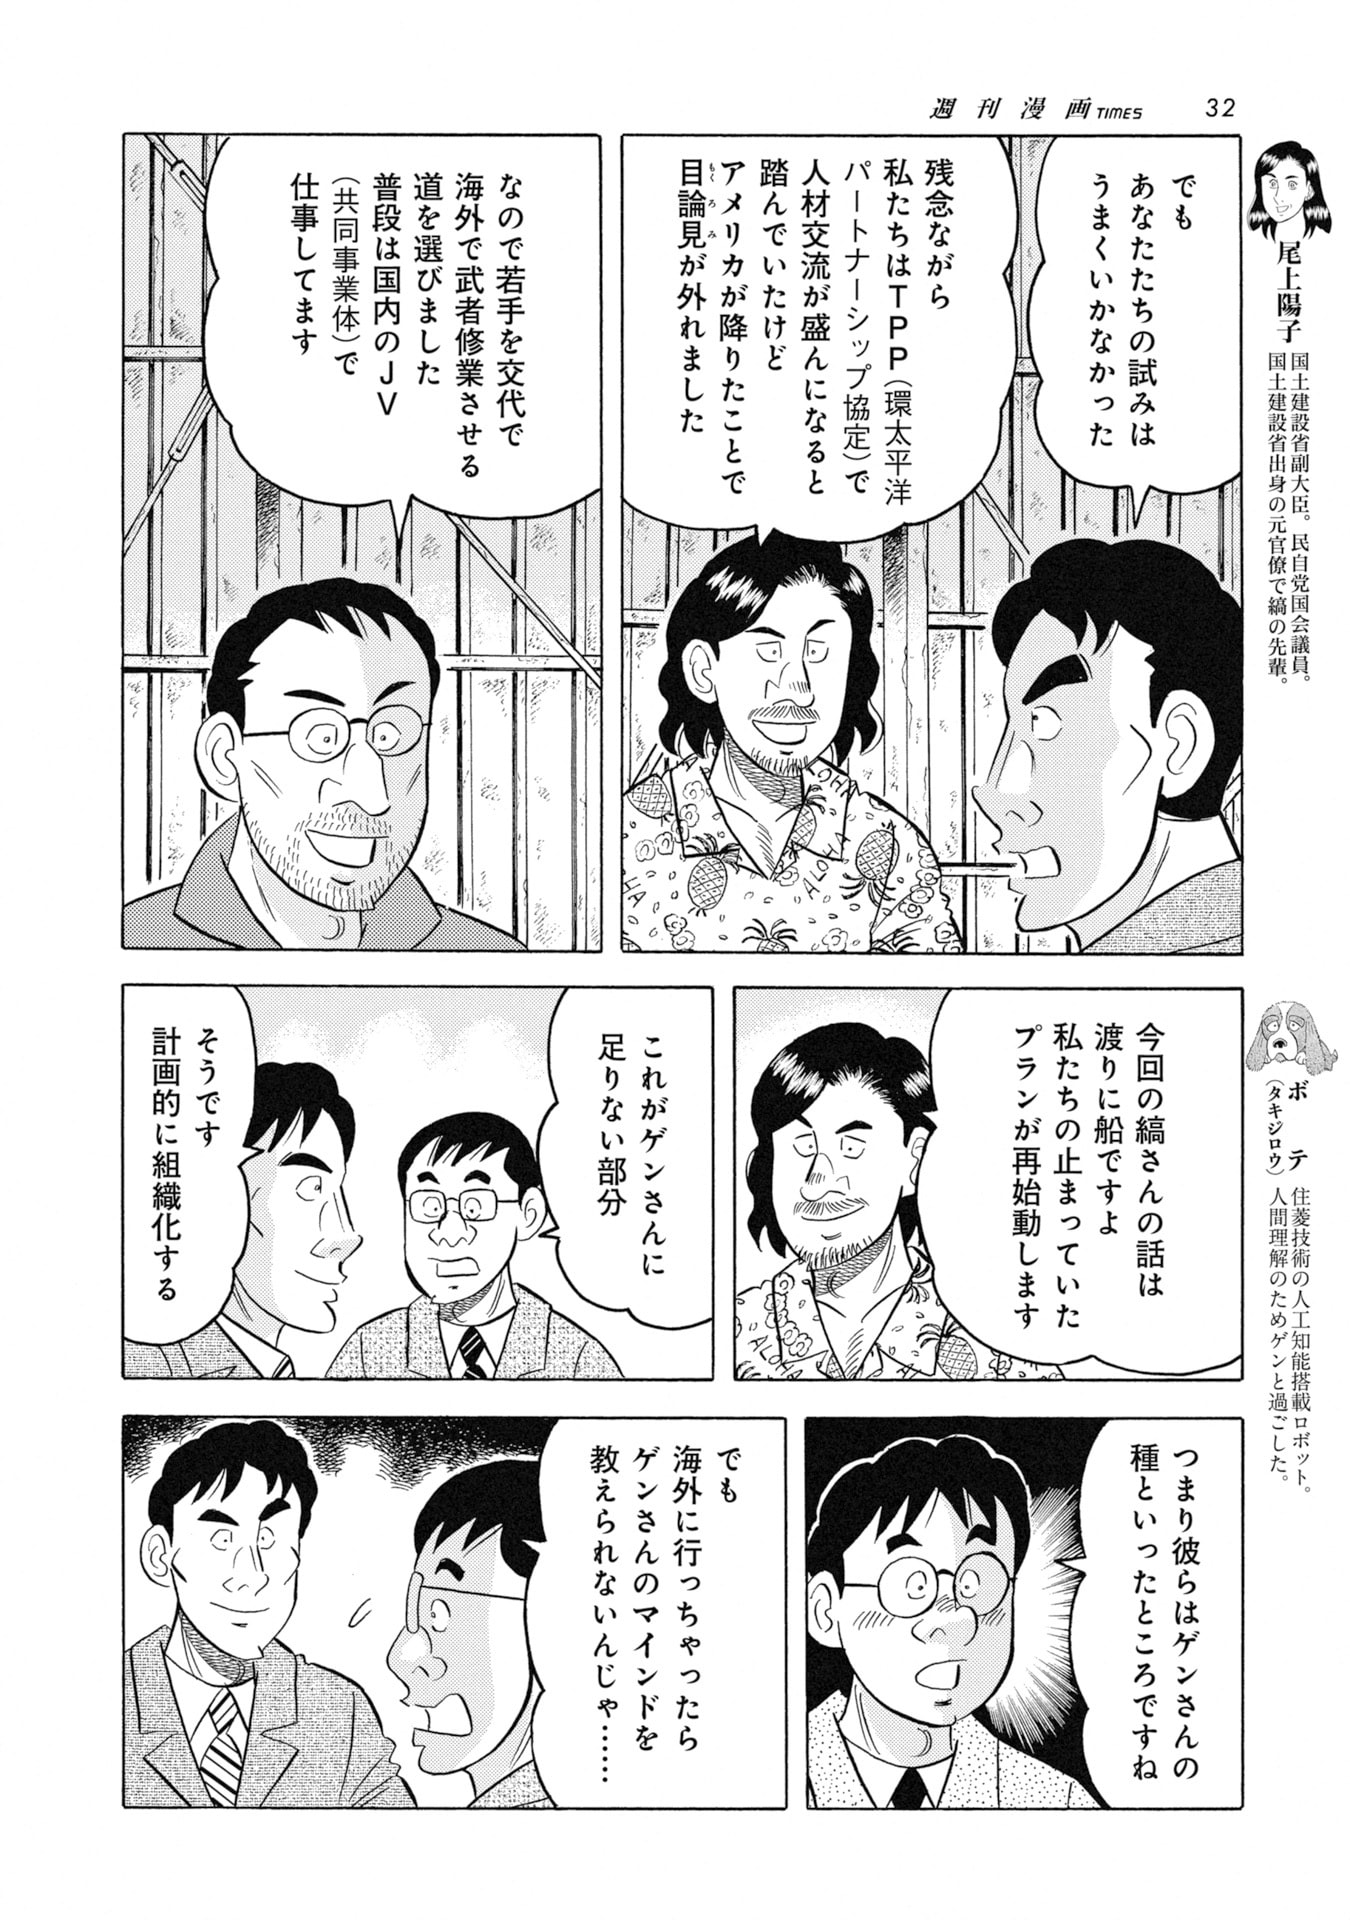 週刊漫画TIMES
32
でも
あなたたちの試みは
うまくいかなかった
残念ながら
私たちはTPP(環太平洋
パートナーシップ協定)で
人材交流が盛んになると
踏んでいたけど
アメリカが降りたことで
目論見が外れました
もくろみ
なので若手を交代で
海外で武者修業させる
道を選びました
普段は国内のJV
(共同事業体)で
仕事してます
ALOHA
ALOHA
今回の縞さんの話は
渡りに船ですよ
私たちの止まっていた
プランが再始動します
ALOHA
これがゲンさんに
足りない部分
そうです
計画的に組織化する
つまり彼らはゲンさんの
種といったところですね
でも
海外に行っちゃったら
ゲンさんのマインドを
教えられないんじゃ……
尾上陽子
国土建設省副大臣。民自党国会議員。
国土建設省出身の元官僚で縞の先輩。
ボテ
(タキジロウ)
住菱技術の人工知能搭載ロボット。
人間理解のためゲンと過ごした。